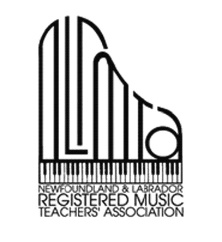 nlrmta
NEWFOUNDLAND & LABRADOR
REGISTERED MUSIC
TEACHERS' ASSOCIATION